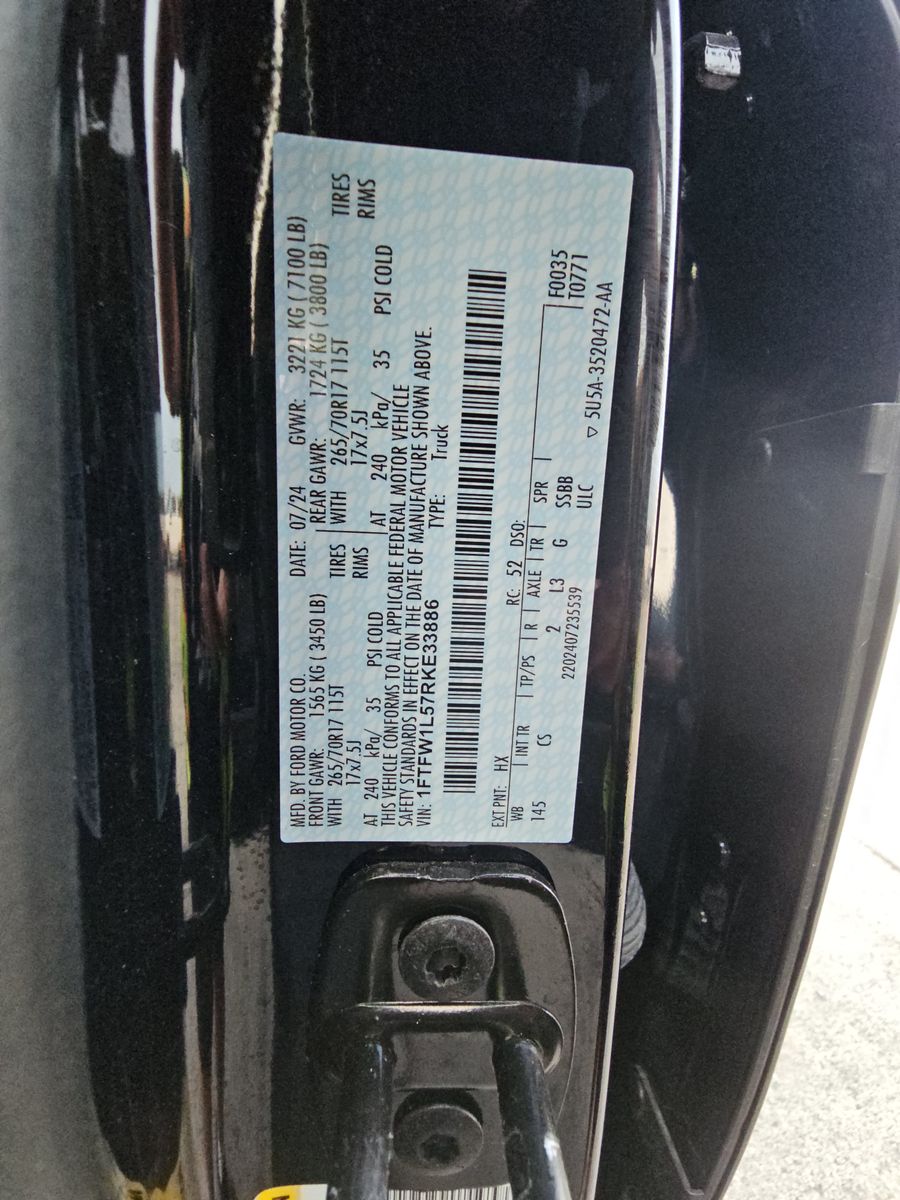 MFD. BY FORD MOTOR CO. DATE: 07/24 GVWR: 3221 KG ( 7100 LB)
FRONT GAWR: 1565 KG ( 3450 LB) REAR GAWR: 1724 KG ( 3800 LB)
WITH 265/70R17 115T TIRES WITH 265/70R17 115T TIRES
17x7.5J RIMS 17x7.5J RIMS
AT 240 kPa/ 35 PSI COLD AT 240 kPa/ 35 PSI COLD
THIS VEHICLE CONFORMS TO ALL APPLICABLE FEDERAL MOTOR VEHICLE
SAFETY STANDARDS IN EFFECT ON THE DATE OF MANUFACTURE SHOWN ABOVE.
VIN: 1FTFW1L57RKE33886 TYPE: Truck
EXT PNT: HX RC: 52 DSO: F0035
WB INT TR TP/PS R AXLE TR SPR T0771
145 CS 2 L3 G SSBB
ULC
2202407235539 ▽ 5U5A-3520472-AA